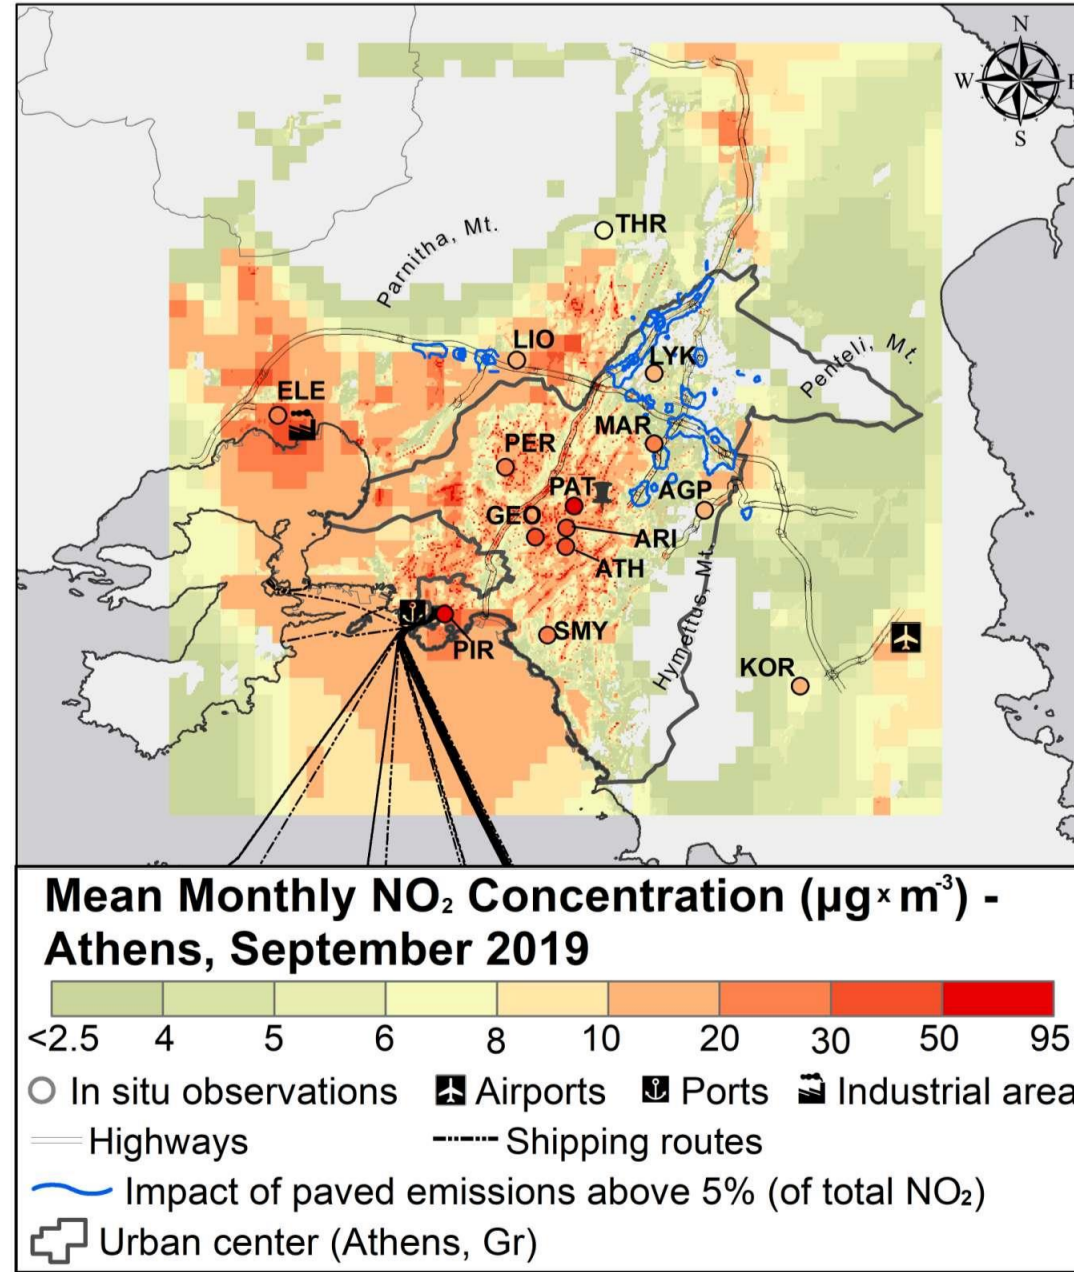 N
W
E
S
THR
Parnitha, Mt.
LIO
LYK
Penteli, Mt.
ELE
MAR
PER
PAT
AGP
GEO
ARI
ATH
Hymettus, Mt.
PIR
SMY
KOR
Mean Monthly NO₂ Concentration (µg x m⁻³) -
Athens, September 2019
<2.5 4 5 6 8 10 20 30 50 95
In situ observations Airports Ports Industrial area
Highways Shipping routes
Impact of paved emissions above 5% (of total NO₂)
Urban center (Athens, Gr)